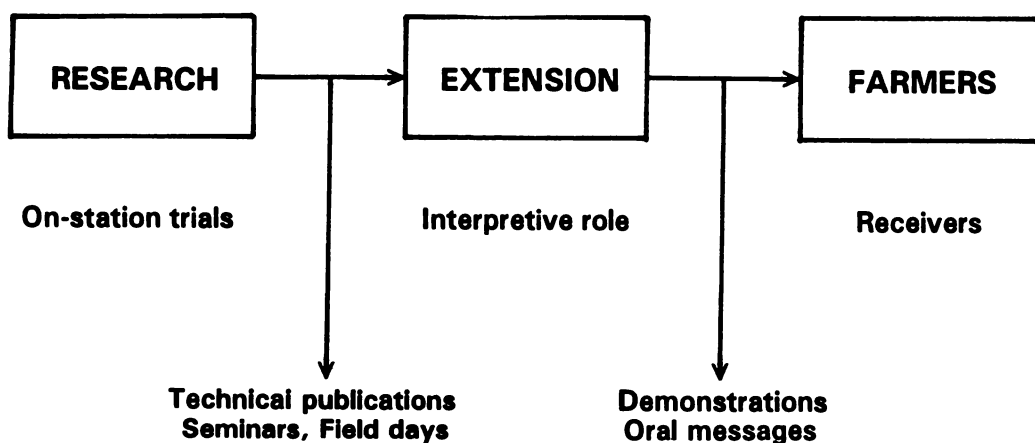 RESEARCH
EXTENSION
FARMERS
On-station trials
Interpretive role
Receivers
Technical publications
Seminars, Field days
Demonstrations
Oral messages